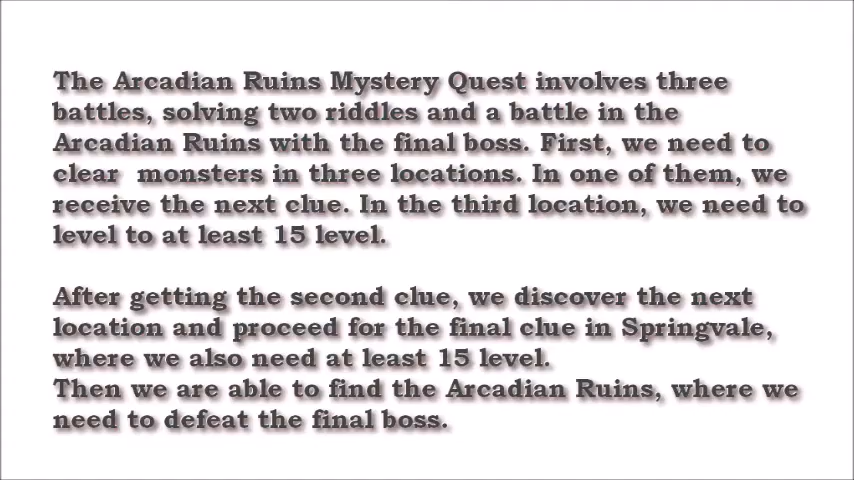 The Arcadian Ruins Mystery Quest involves three
battles, solving two riddles and a battle in the
Arcadian Ruins with the final boss. First, we need to
clear  monsters in three locations. In one of them, we
receive the next clue. In the third location, we need to
level to at least 15 level.
After getting the second clue, we discover the next
location and proceed for the final clue in Springvale,
where we also need at least 15 level.
Then we are able to find the Arcadian Ruins, where we
need to defeat the final boss.